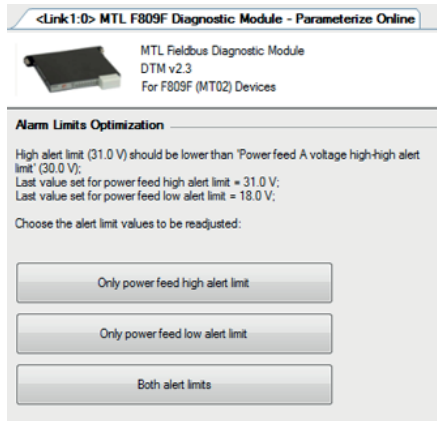 <Link1:0> MTL F809F Diagnostic Module - Parameterize Online
MTL Fieldbus Diagnostic Module
DTM v2.3
For F809F (MT02) Devices
Alarm Limits Optimization
High alert limit (31.0 V) should be lower than 'Power feed A voltage high-high alert
limit' (30.0 V);
Last value set for power feed high alert limit = 31.0 V;
Last value set for power feed low alert limit = 18.0 V;
Choose the alert limit values to be readjusted:
Only power feed high alert limit
Only power feed low alert limit
Both alert limits